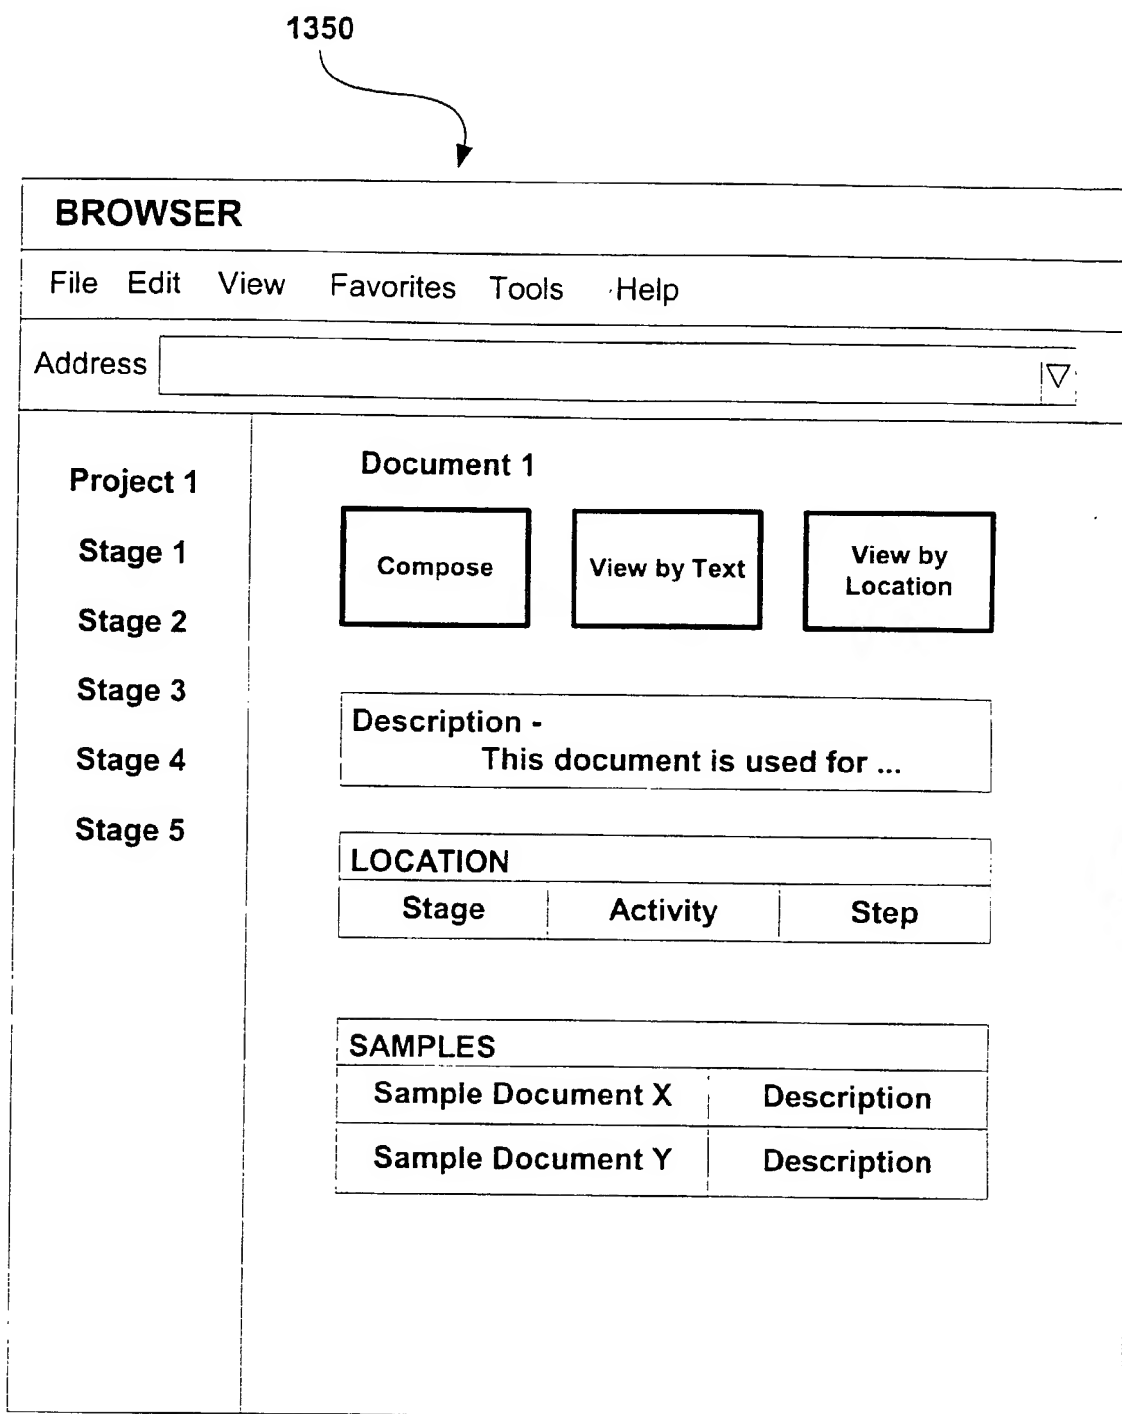 1350
BROWSER
File Edit View Favorites Tools Help
Address
Project 1
Stage 1
Stage 2
Stage 3
Stage 4
Stage 5
Document 1
Compose
View by Text
View by
Location
Description -
This document is used for ...
LOCATION
Stage Activity Step
SAMPLES
Sample Document X Description
Sample Document Y Description